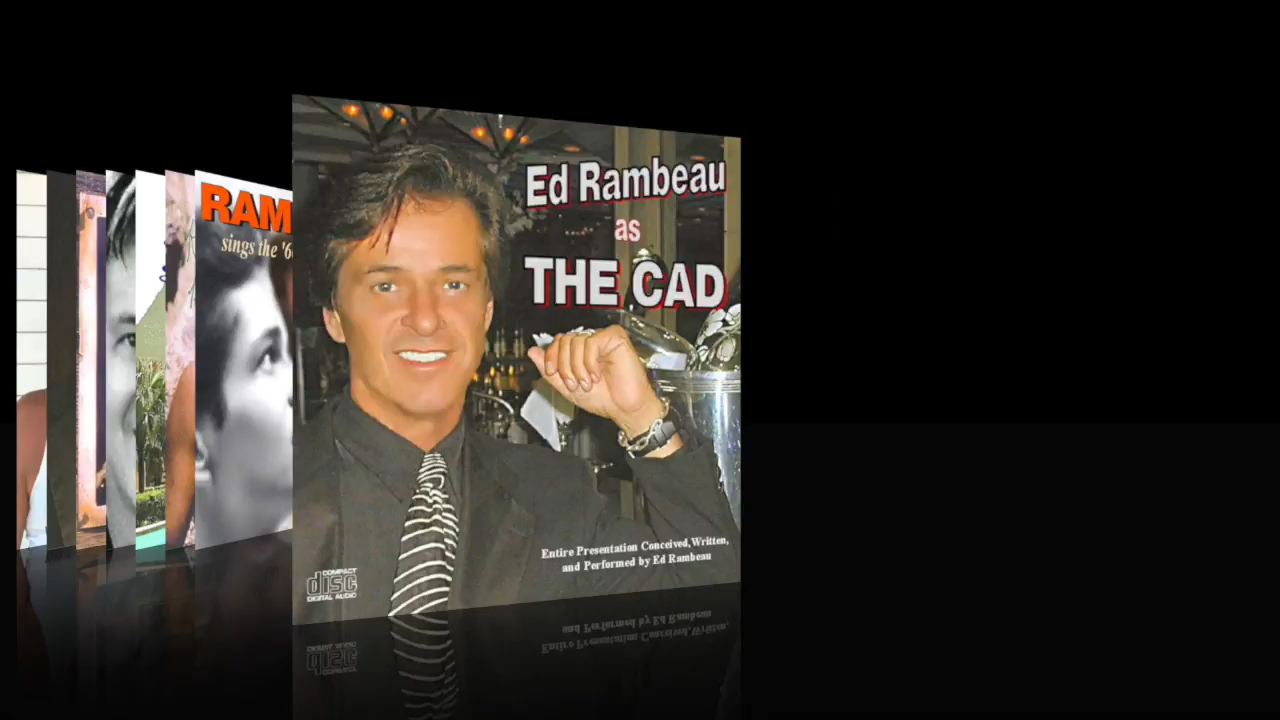 RAM
sings the '6
Ed Rambeau
as
THE CAD
Entire Presentation Conceived, Written,
and Performed by Ed Rambeau
COMPACT
disc
DIGITAL AUDIO